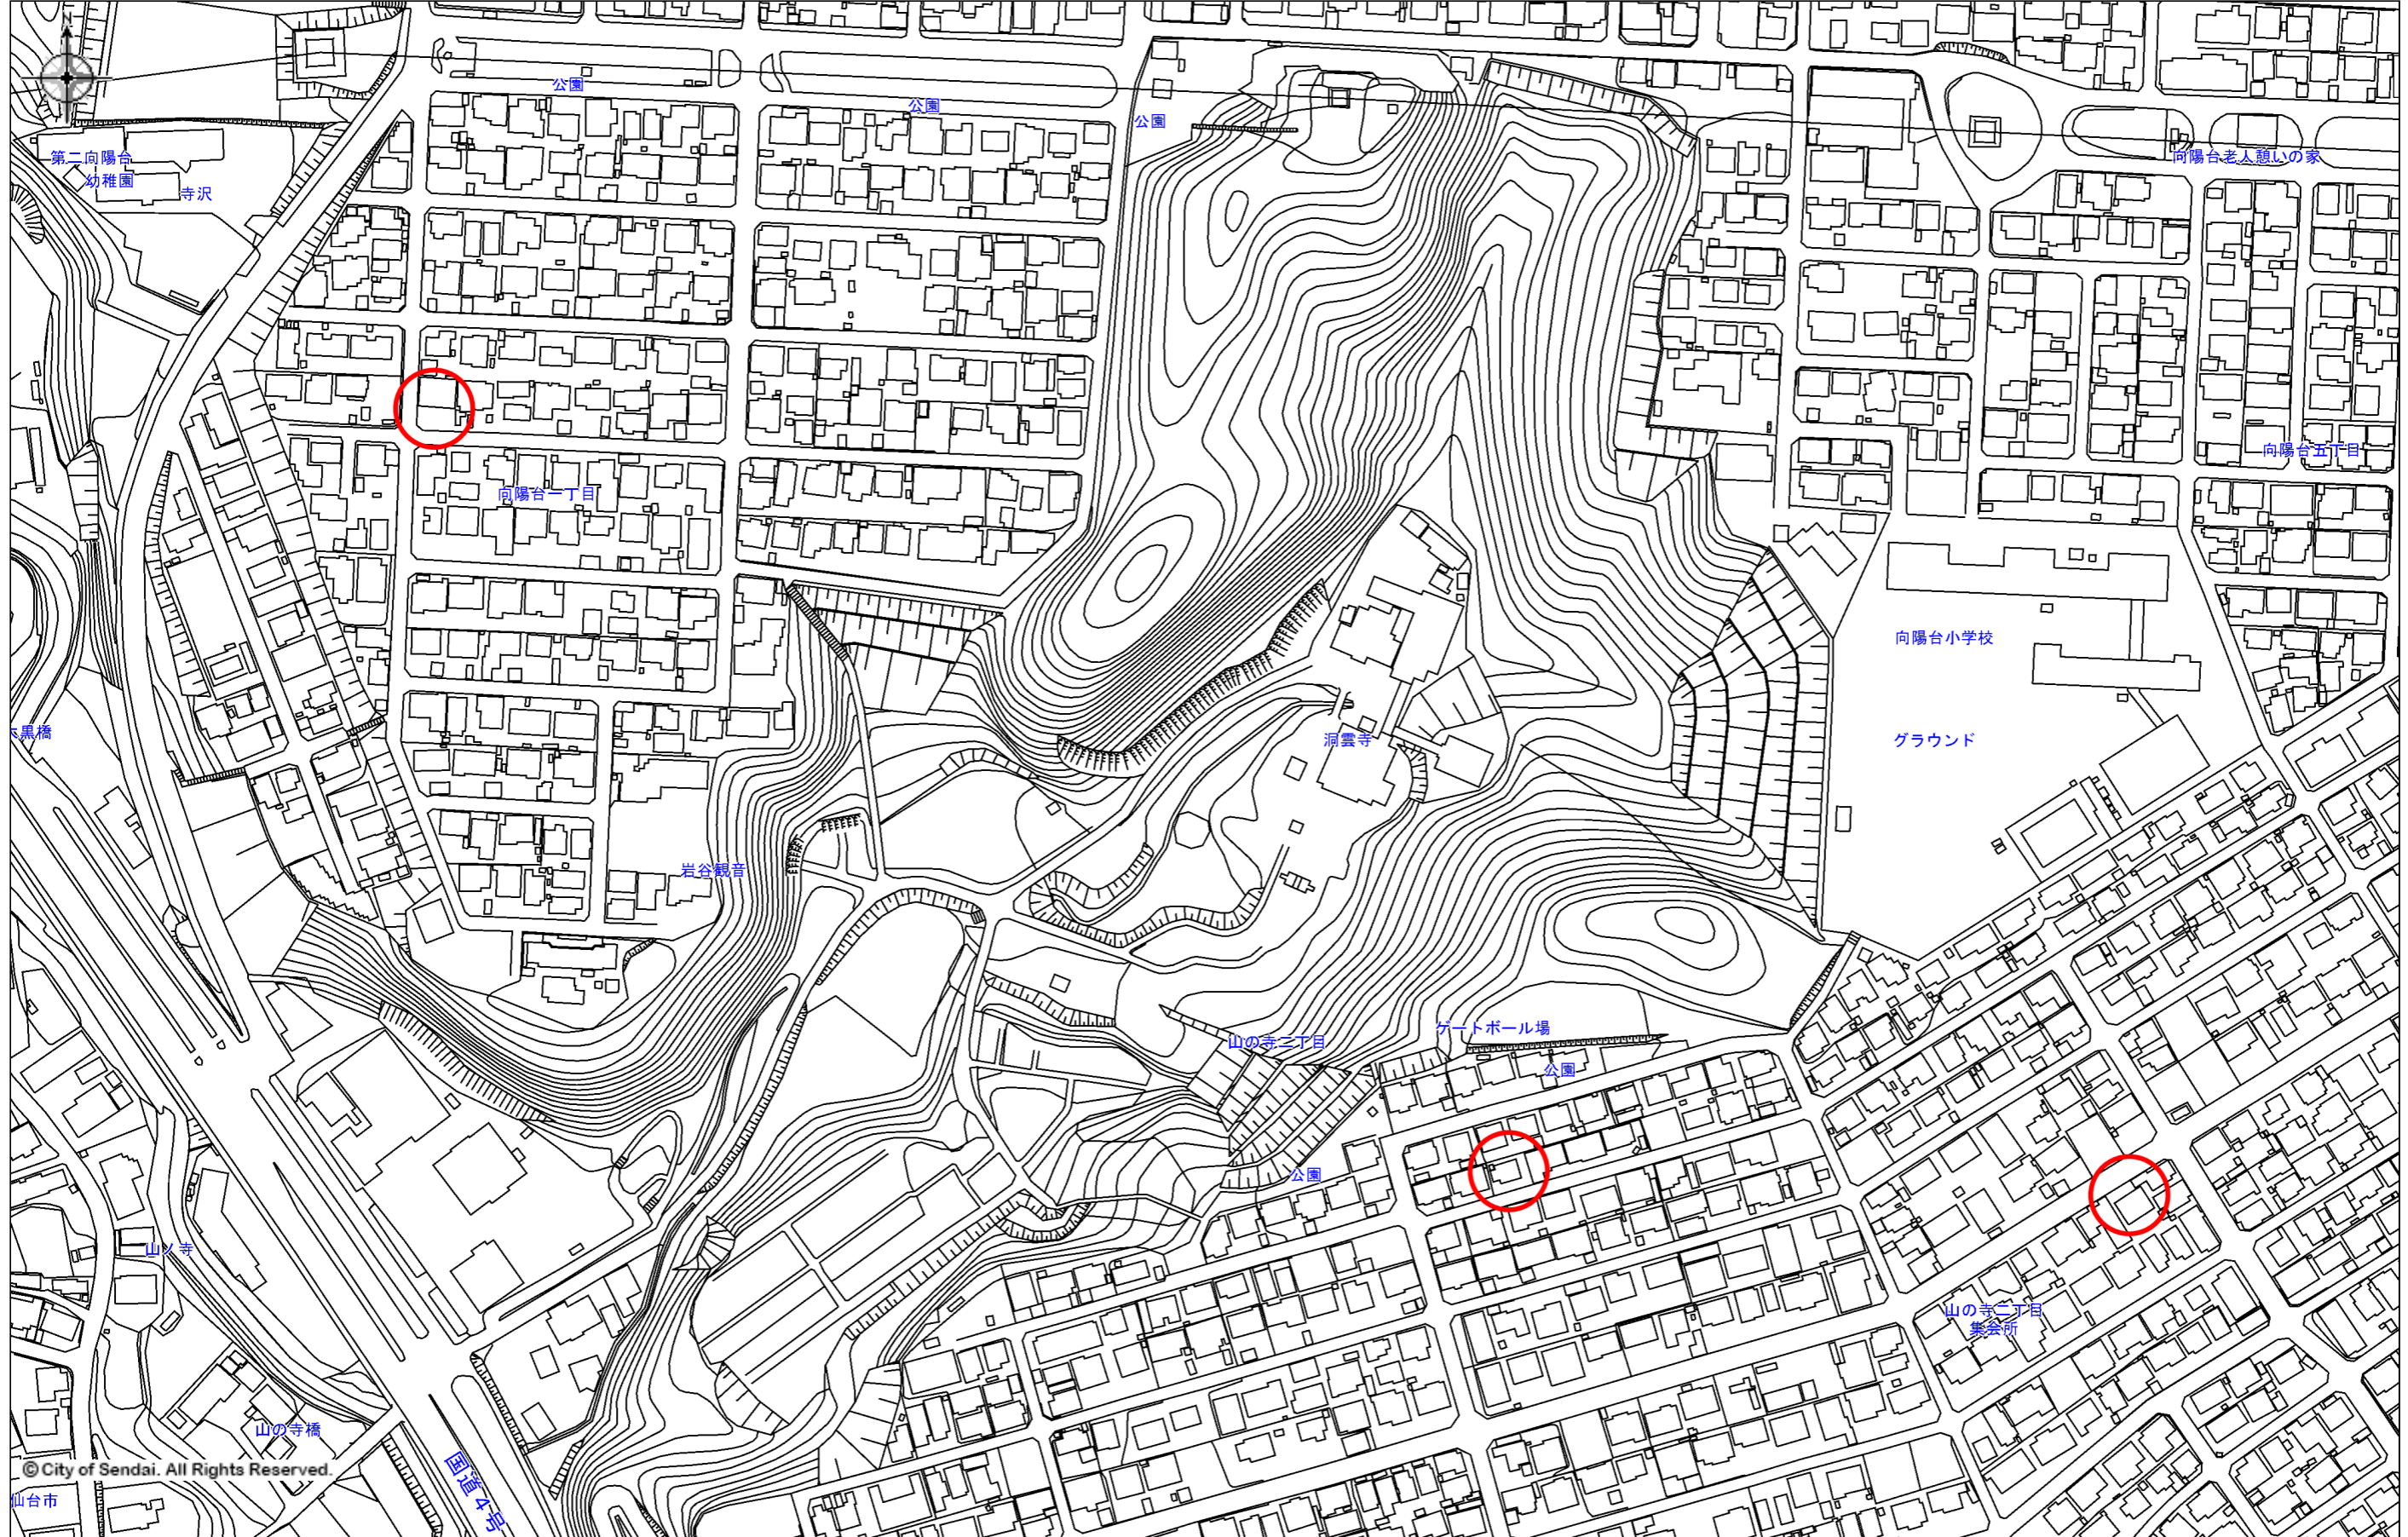 N
公園
公園
公園
第二向陽台
幼稚園
寺沢
向陽台老人憩いの家
向陽台一丁目
向陽台五丁目
向陽台小学校
黒橋
洞雲寺
グラウンド
岩谷観音
山の寺二丁目
ゲートボール場
公園
公園
山ノ寺
山の寺二丁目
集会所
山の寺橋
国道4号
© City of Sendai. All Rights Reserved.
仙台市